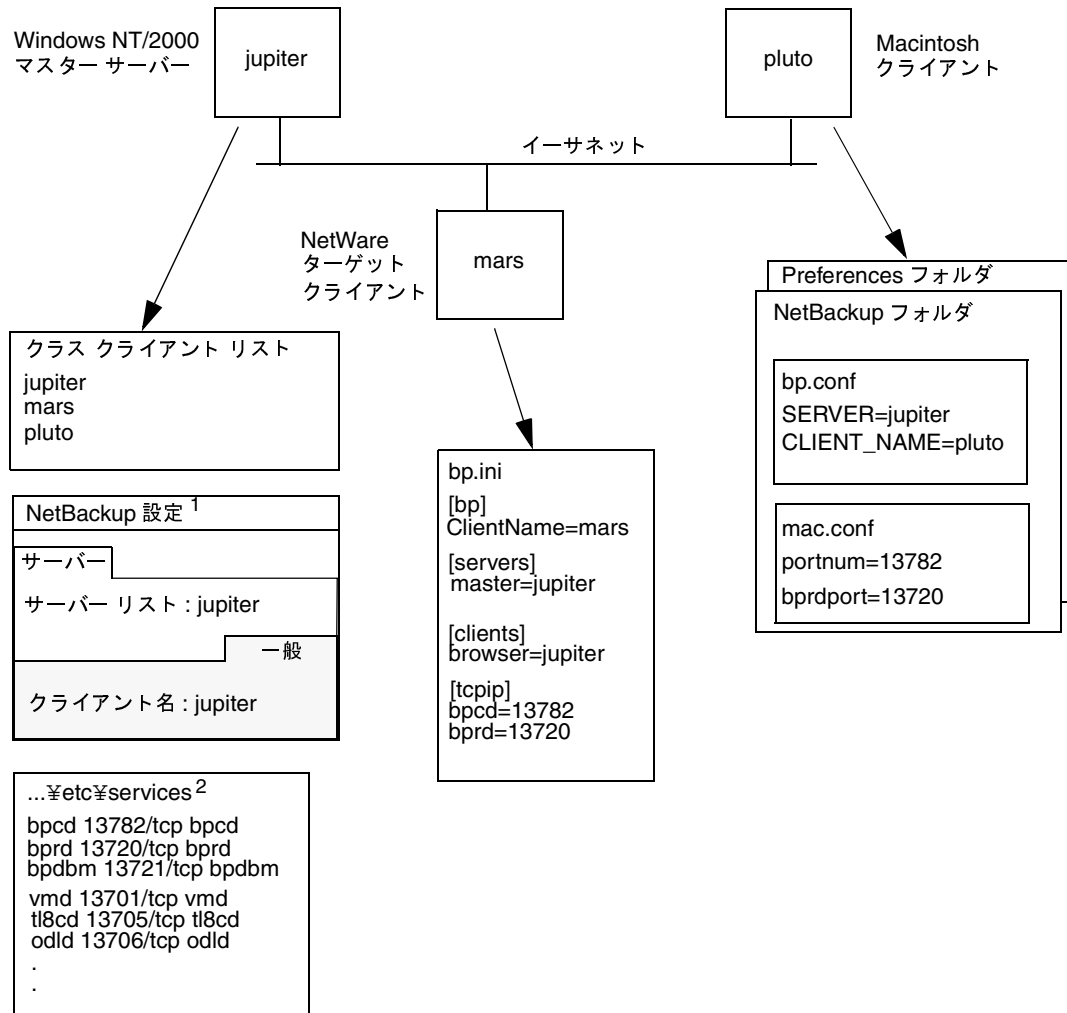 Windows NT/2000
マスター サーバー
jupiter
pluto
Macintosh
クライアント
イーサネット
NetWare
ターゲット
クライアント
mars
クラス クライアント リスト
jupiter
mars
pluto
NetBackup 設定 1
サーバー
サーバー リスト : jupiter
一般
クライアント名 : jupiter
...¥etc¥services 2
bpcd 13782/tcp bpcd
bprd 13720/tcp bprd
bpdbm 13721/tcp bpdbm
vmd 13701/tcp vmd
tl8cd 13705/tcp tl8cd
odld 13706/tcp odld
.
.
bp.ini
[bp]
ClientName=mars
[servers]
master=jupiter
[clients]
browser=jupiter
[tcpip]
bpcd=13782
bprd=13720
Preferences フォルダ
NetBackup フォルダ
bp.conf
SERVER=jupiter
CLIENT_NAME=pluto
mac.conf
portnum=13782
bprdport=13720